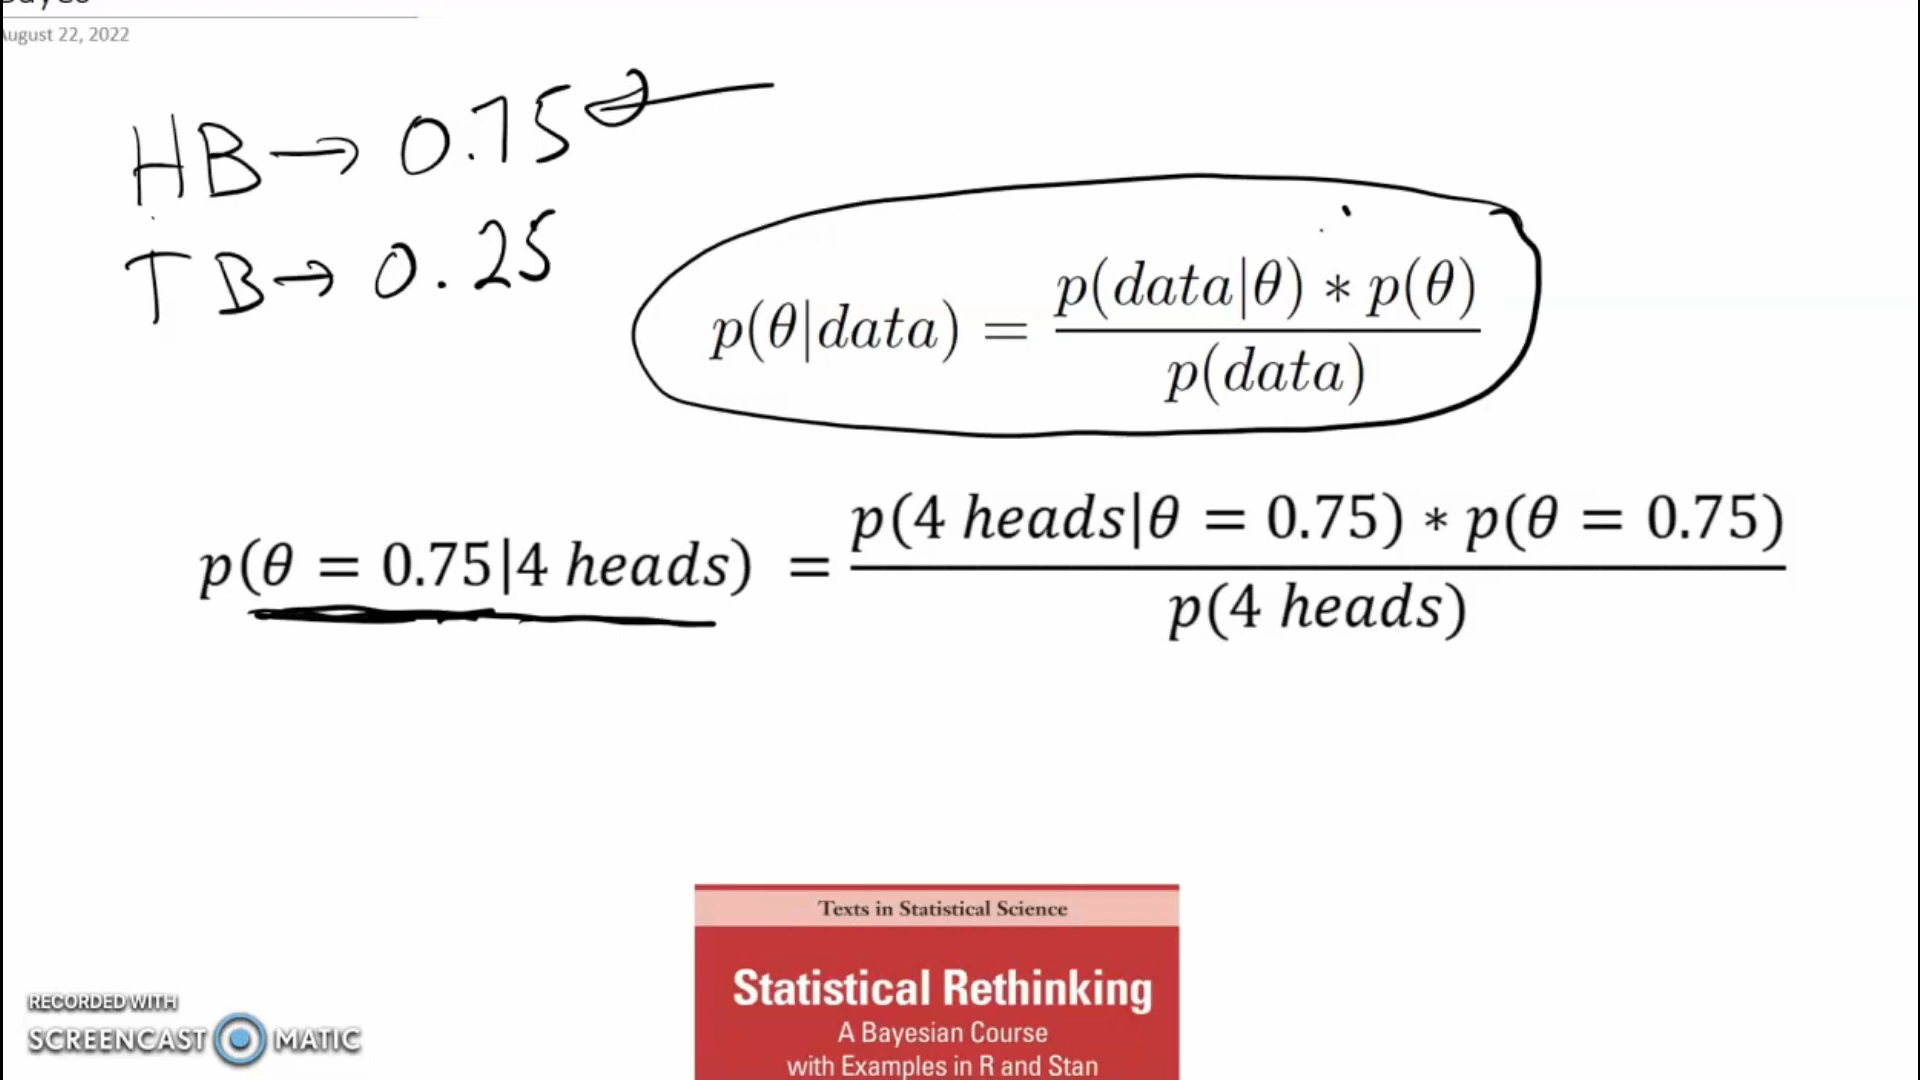 August 22, 2022
HB → 0.75
TB → 0.25
p(θ|data) = p(data|θ) * p(θ) / p(data)
p(θ = 0.75|4 heads) = p(4 heads|θ = 0.75) * p(θ = 0.75) / p(4 heads)
Texts in Statistical Science
Statistical Rethinking
A Bayesian Course
with Examples in R and Stan
RECORDED WITH
SCREENCAST MATIC